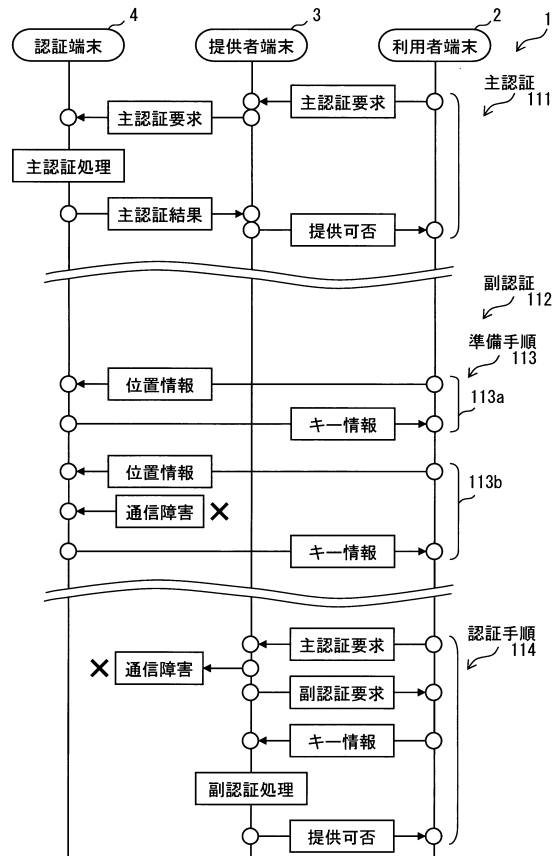 4 3 2 1
認証端末 提供者端末 利用者端末
主認証
111
主認証要求 主認証要求
主認証処理
主認証結果
提供可否
副認証
112
準備手順
113
位置情報
113a
キー情報
位置情報
113b
通信障害 ×
キー情報
認証手順
114
主認証要求
× 通信障害
副認証要求
キー情報
副認証処理
提供可否